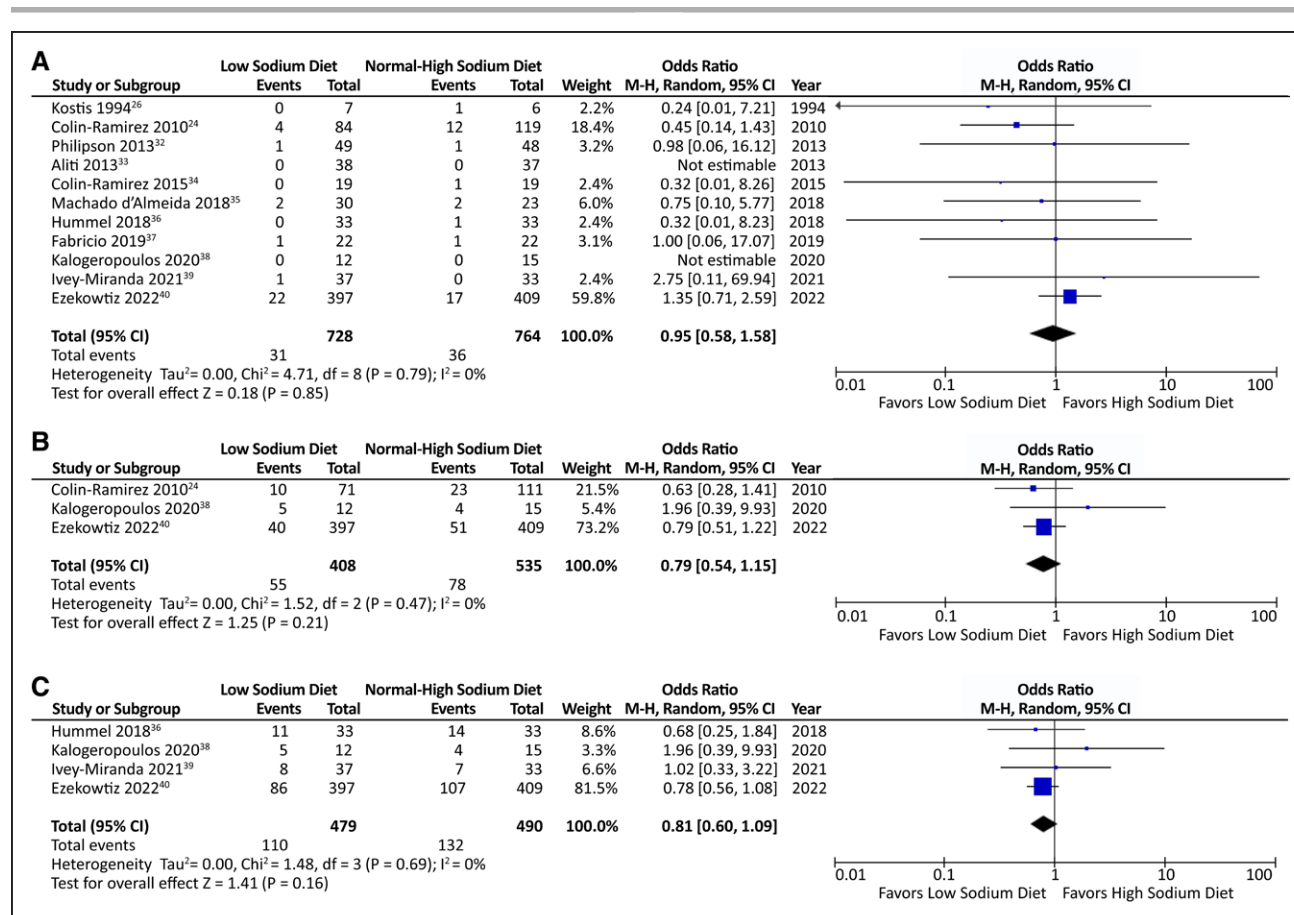 A
Low Sodium Diet Normal-High Sodium Diet Odds Ratio Odds Ratio
Study or Subgroup Events Total Events Total Weight M-H, Random, 95% CI Year M-H, Random, 95% CI
Kostis 1994²⁶ 0 7 1 6 2.2% 0.24 [0.01, 7.21] 1994
Colin-Ramirez 2010²⁴ 4 84 12 119 18.4% 0.45 [0.14, 1.43] 2010
Philipson 2013³² 1 49 1 48 3.2% 0.98 [0.06, 16.12] 2013
Aliti 2013³³ 0 38 0 37 Not estimable 2013
Colin-Ramirez 2015³⁴ 0 19 1 19 2.4% 0.32 [0.01, 8.26] 2015
Machado d'Almeida 2018³⁵ 2 30 2 23 6.0% 0.75 [0.10, 5.77] 2018
Hummel 2018³⁶ 0 33 1 33 2.4% 0.32 [0.01, 8.23] 2018
Fabricio 2019³⁷ 1 22 1 22 3.1% 1.00 [0.06, 17.07] 2019
Kalogeropoulos 2020³⁸ 0 12 0 15 Not estimable 2020
Ivey-Miranda 2021³⁹ 1 37 0 33 2.4% 2.75 [0.11, 69.94] 2021
Ezekowtiz 2022⁴⁰ 22 397 17 409 59.8% 1.35 [0.71, 2.59] 2022
Total (95% CI) 728 764 100.0% 0.95 [0.58, 1.58]
Total events 31 36
Heterogeneity Tau²= 0.00, Chi² = 4.71, df = 8 (P = 0.79); I² = 0%
Test for overall effect Z = 0.18 (P = 0.85)
0.01 0.1 1 10 100
Favors Low Sodium Diet Favors High Sodium Diet
B
Low Sodium Diet Normal-High Sodium Diet Odds Ratio Odds Ratio
Study or Subgroup Events Total Events Total Weight M-H, Random, 95% CI Year M-H, Random, 95% CI
Colin-Ramirez 2010²⁴ 10 71 23 111 21.5% 0.63 [0.28, 1.41] 2010
Kalogeropoulos 2020³⁸ 5 12 4 15 5.4% 1.96 [0.39, 9.93] 2020
Ezekowtiz 2022⁴⁰ 40 397 51 409 73.2% 0.79 [0.51, 1.22] 2022
Total (95% CI) 408 535 100.0% 0.79 [0.54, 1.15]
Total events 55 78
Heterogeneity Tau²= 0.00, Chi² = 1.52, df = 2 (P = 0.47); I² = 0%
Test for overall effect Z = 1.25 (P = 0.21)
0.01 0.1 1 10 100
Favors Low Sodium Diet Favors High Sodium Diet
C
Low Sodium Diet Normal-High Sodium Diet Odds Ratio Odds Ratio
Study or Subgroup Events Total Events Total Weight M-H, Random, 95% CI Year M-H, Random, 95% CI
Hummel 2018³⁶ 11 33 14 33 8.6% 0.68 [0.25, 1.84] 2018
Kalogeropoulos 2020³⁸ 5 12 4 15 3.3% 1.96 [0.39, 9.93] 2020
Ivey-Miranda 2021³⁹ 8 37 7 33 6.6% 1.02 [0.33, 3.22] 2021
Ezekowtiz 2022⁴⁰ 86 397 107 409 81.5% 0.78 [0.56, 1.08] 2022
Total (95% CI) 479 490 100.0% 0.81 [0.60, 1.09]
Total events 110 132
Heterogeneity Tau²= 0.00, Chi² = 1.48, df = 3 (P = 0.69); I² = 0%
Test for overall effect Z = 1.41 (P = 0.16)
0.01 0.1 1 10 100
Favors Low Sodium Diet Favors High Sodium Diet